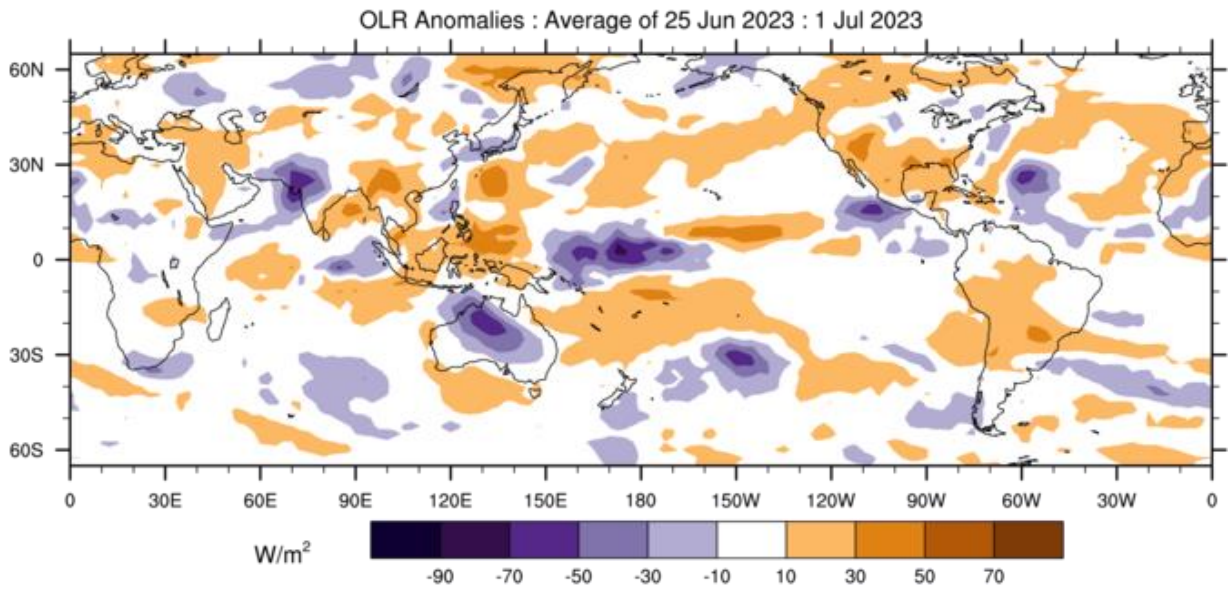 OLR Anomalies : Average of 25 Jun 2023 : 1 Jul 2023
60N
30N
0
30S
60S
0 30E 60E 90E 120E 150E 180 150W 120W 90W 60W 30W 0
W/m²
-90 -70 -50 -30 -10 10 30 50 70